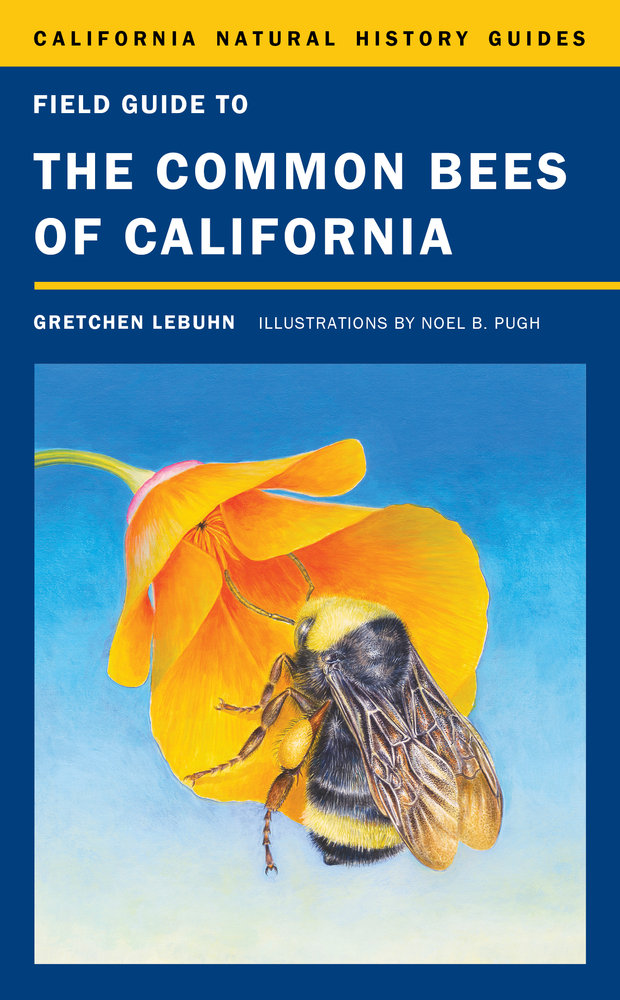 CALIFORNIA NATURAL HISTORY GUIDES
FIELD GUIDE TO
THE COMMON BEES
OF CALIFORNIA
GRETCHEN LEBUHN ILLUSTRATIONS BY NOEL B. PUGH